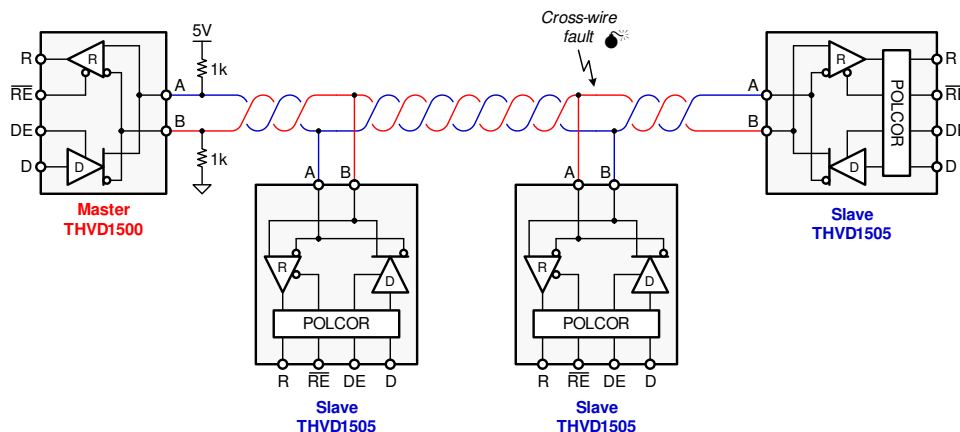 Cross-wire
fault
5V
1k
1k
R
RE
DE
D
R
D
A
B
Master
THVD1500
A
B
R
D
POLCOR
R
RE
DE
D
Slave
THVD1505
A
B
R
D
POLCOR
R
RE
DE
D
Slave
THVD1505
A
B
R
D
POLCOR
R
RE
DE
D
Slave
THVD1505